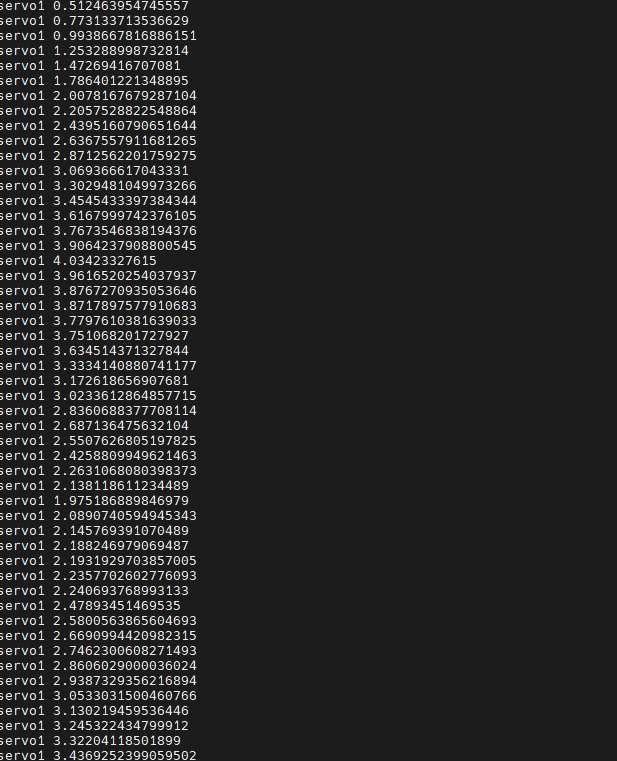 servo1 0.512463954745557
servo1 0.773133713536629
servo1 0.9938667816886151
servo1 1.253288998732814
servo1 1.47269416707081
servo1 1.786401221348895
servo1 2.0078167679287104
servo1 2.2057528822548864
servo1 2.4395160790651644
servo1 2.6367557911681265
servo1 2.8712562201759275
servo1 3.069366617043331
servo1 3.3029481049973266
servo1 3.4545433397384344
servo1 3.6167999742376105
servo1 3.7673546838194376
servo1 3.9064237908800545
servo1 4.03423327615
servo1 3.9616520254037937
servo1 3.8767270935053646
servo1 3.8717897577910683
servo1 3.7797610381639033
servo1 3.751068201727927
servo1 3.634514371327844
servo1 3.3334140880741177
servo1 3.172618656907681
servo1 3.0233612864857715
servo1 2.8360688377708114
servo1 2.687136475632104
servo1 2.5507626805197825
servo1 2.4258809949621463
servo1 2.2631068080398373
servo1 2.138118611234489
servo1 1.975186889846979
servo1 2.0890740594945343
servo1 2.145769391070489
servo1 2.188246979069487
servo1 2.1931929703857005
servo1 2.2357702602776093
servo1 2.240693768993133
servo1 2.47893451469535
servo1 2.5800563865604693
servo1 2.6690994420982315
servo1 2.7462300608271493
servo1 2.8606029000036024
servo1 2.9387329356216894
servo1 3.0533031500460766
servo1 3.130219459536446
servo1 3.245322434799912
servo1 3.32204118501899
servo1 3.4369252399059502